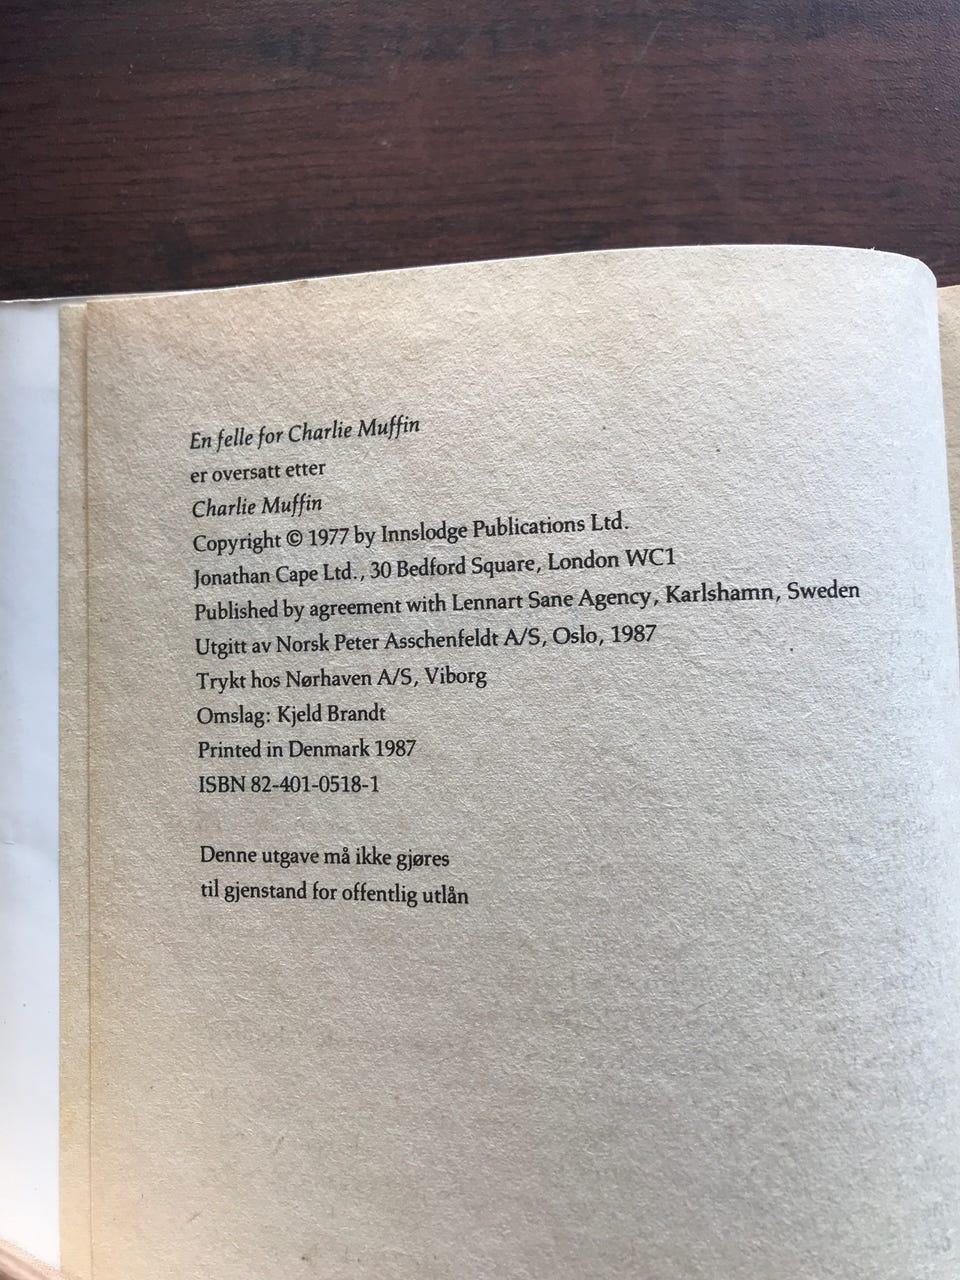 En felle for Charlie Muffin
er oversatt etter
Charlie Muffin
Copyright © 1977 by Innslodge Publications Ltd.
Jonathan Cape Ltd., 30 Bedford Square, London WC1
Published by agreement with Lennart Sane Agency, Karlshamn, Sweden
Utgitt av Norsk Peter Asschenfeldt A/S, Oslo, 1987
Trykt hos Nørhaven A/S, Viborg
Omslag: Kjeld Brandt
Printed in Denmark 1987
ISBN 82-401-0518-1
Denne utgave må ikke gjøres
til gjenstand for offentlig utlån